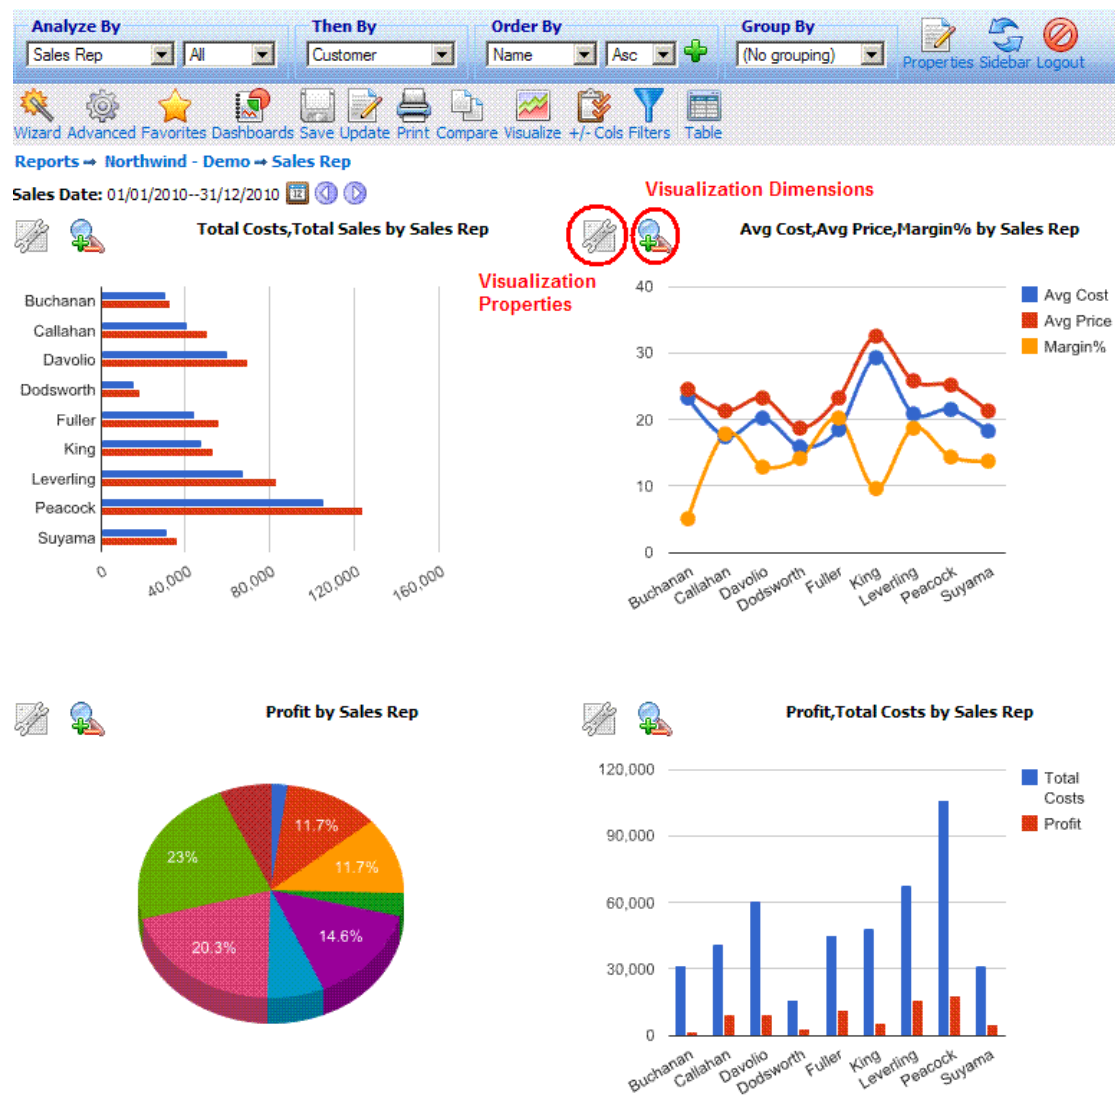 Analyze By Then By Order By Group By
Sales Rep All Customer Name Asc (No grouping)
Properties Sidebar Logout
Wizard Advanced Favorites Dashboards Save Update Print Compare Visualize +/- Cols Filters Table
Reports → Northwind - Demo → Sales Rep
Sales Date: 01/01/2010--31/12/2010 12
Visualization Dimensions
Total Costs,Total Sales by Sales Rep
Avg Cost,Avg Price,Margin% by Sales Rep
Visualization
Properties
Buchanan
Callahan
Davolio
Dodsworth
Fuller
King
Leverling
Peacock
Suyama
0 40,000 80,000 120,000 160,000
40
30
20
10
0
Avg Cost
Avg Price
Margin%
Buchanan Callahan Davolio Dodsworth Fuller King Leverling Peacock Suyama
Profit by Sales Rep
11.7%
11.7%
14.6%
20.3%
23%
Profit,Total Costs by Sales Rep
120,000
90,000
60,000
30,000
0
Total
Costs
Profit
Buchanan Callahan Davolio Dodsworth Fuller King Leverling Peacock Suyama